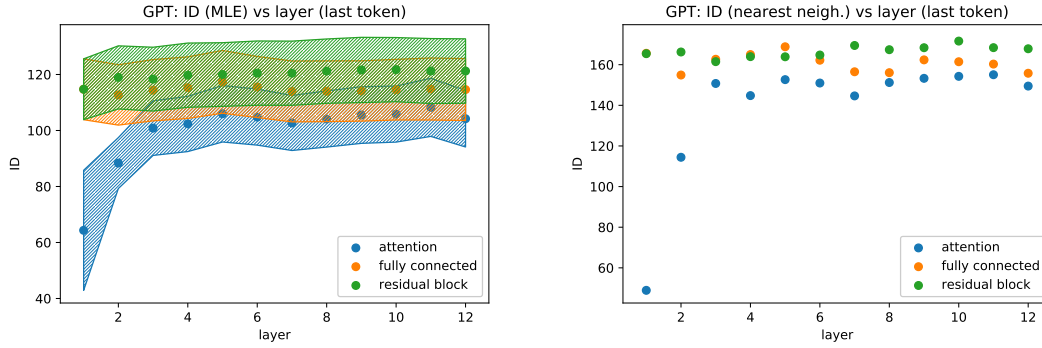 GPT: ID (MLE) vs layer (last token)
120
100
80
60
40
ID
2
4
6
8
10
12
layer
attention
fully connected
residual block
GPT: ID (nearest neigh.) vs layer (last token)
160
140
120
100
80
60
ID
2
4
6
8
10
12
layer
attention
fully connected
residual block